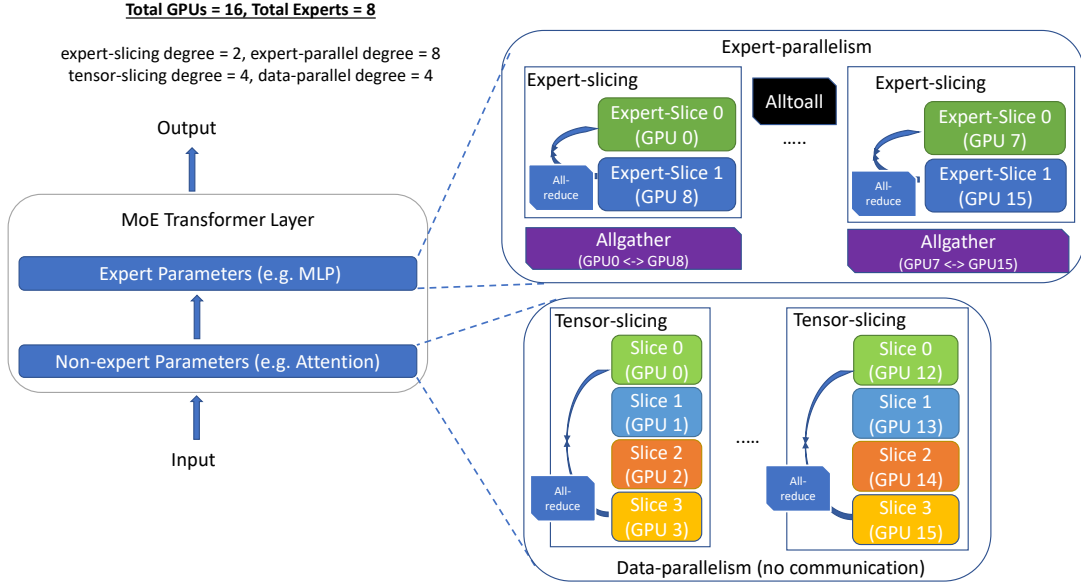 Total GPUs = 16, Total Experts = 8
expert-slicing degree = 2, expert-parallel degree = 8
tensor-slicing degree = 4, data-parallel degree = 4
Output
MoE Transformer Layer
Expert Parameters (e.g. MLP)
Non-expert Parameters (e.g. Attention)
Input
Expert-parallelism
Expert-slicing
Expert-Slice 0
(GPU 0)
All-
reduce
Expert-Slice 1
(GPU 8)
Allgather
(GPU0 <-> GPU8)
Alltoall
.....
Expert-slicing
Expert-Slice 0
(GPU 7)
All-
reduce
Expert-Slice 1
(GPU 15)
Allgather
(GPU7 <-> GPU15)
Tensor-slicing
Slice 0
(GPU 0)
Slice 1
(GPU 1)
Slice 2
(GPU 2)
All-
reduce
Slice 3
(GPU 3)
.....
Tensor-slicing
Slice 0
(GPU 12)
Slice 1
(GPU 13)
Slice 2
(GPU 14)
All-
reduce
Slice 3
(GPU 15)
Data-parallelism (no communication)